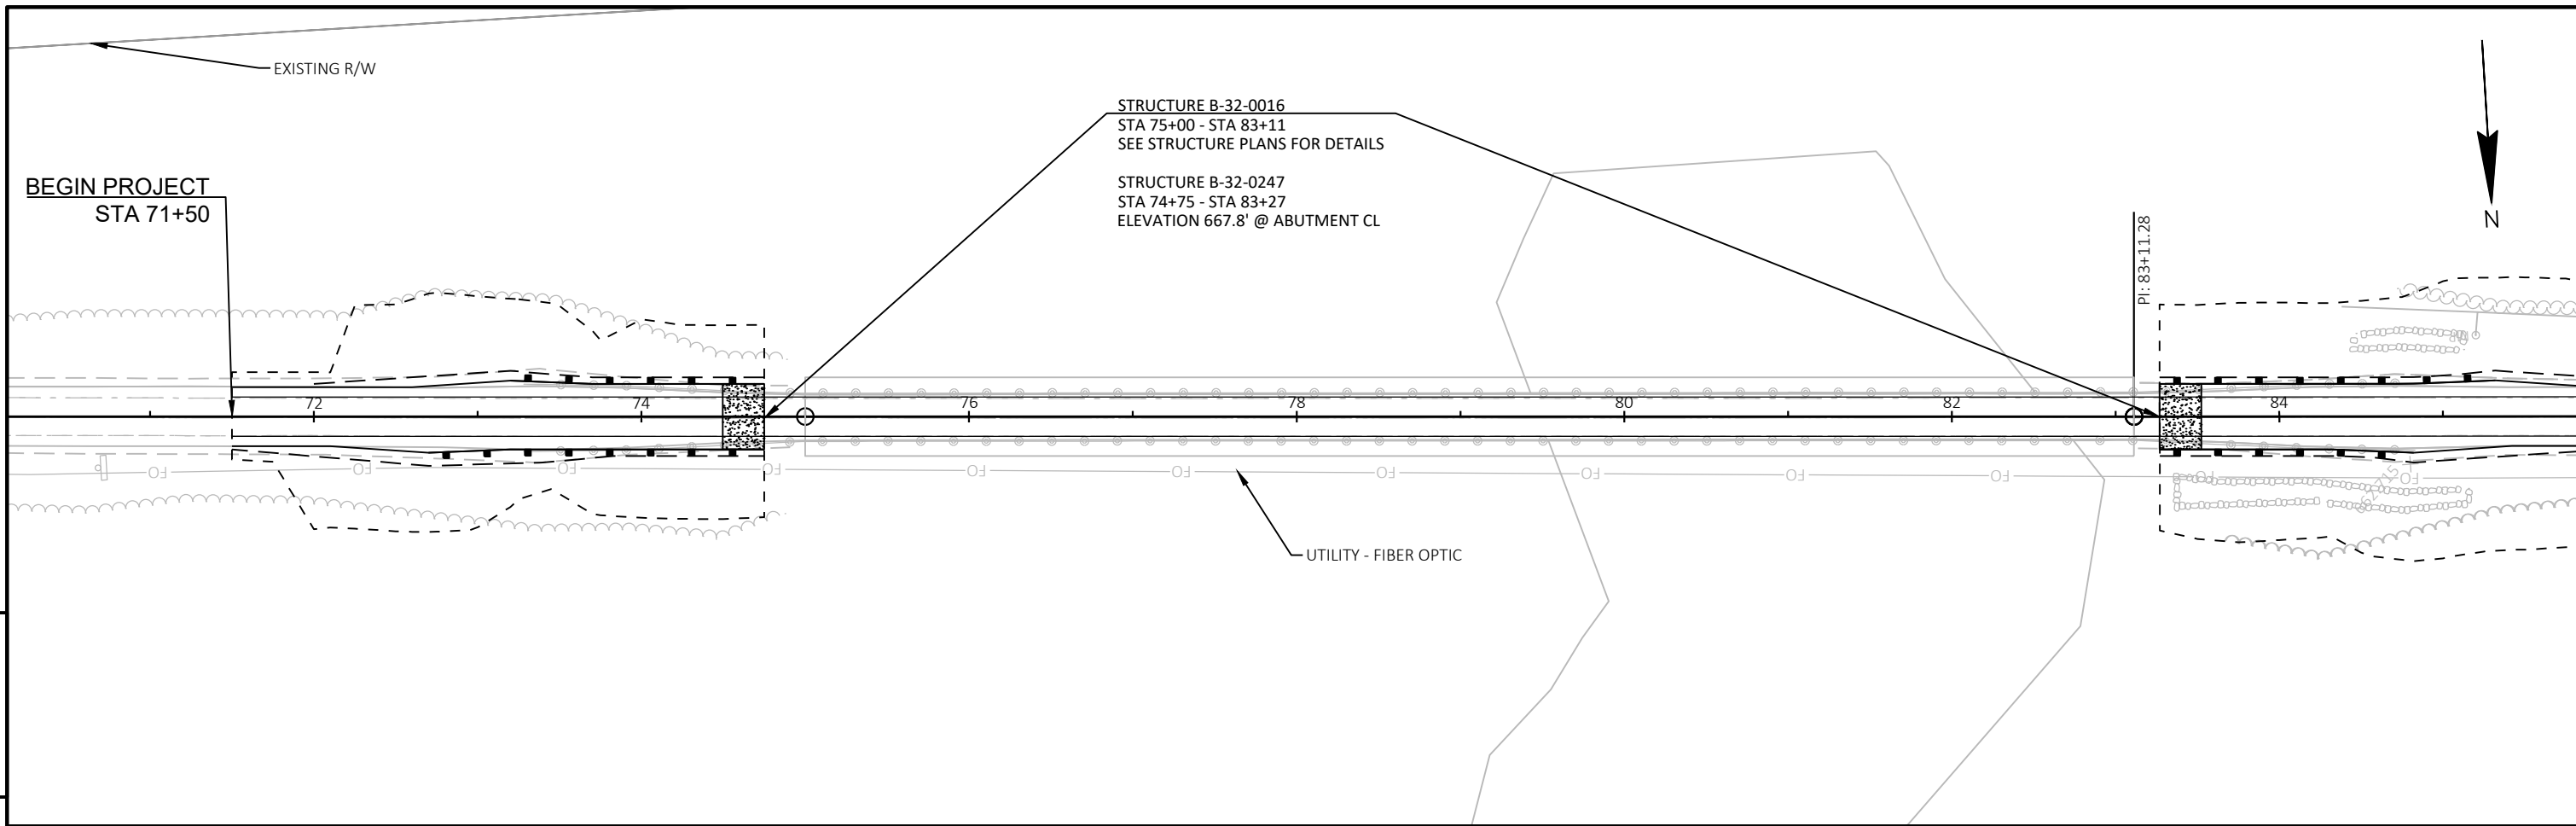 EXISTING R/W
STRUCTURE B-32-0016
STA 75+00 - STA 83+11
SEE STRUCTURE PLANS FOR DETAILS
STRUCTURE B-32-0247
STA 74+75 - STA 83+27
ELEVATION 667.8' @ ABUTMENT CL
BEGIN PROJECT
STA 71+50
N
PI: 83+11.28
72
74
76
78
80
82
84
FO
FO
FO
FO
FO
FO
FO
FO
FO
FO
FO
FO
UTILITY - FIBER OPTIC